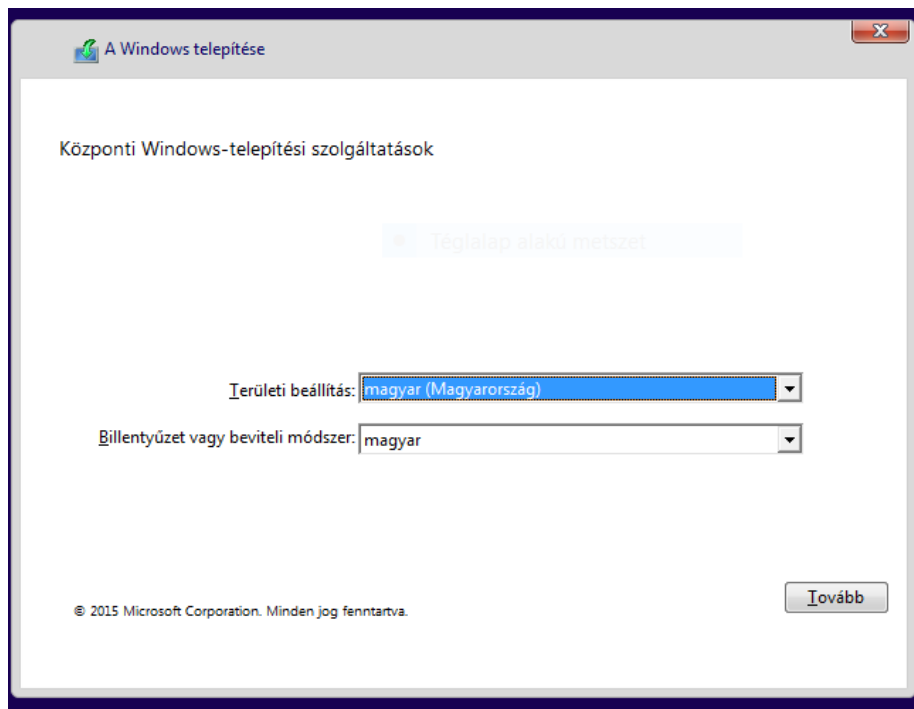 A Windows telepítése
Központi Windows-telepítési szolgáltatások
Téglalap alakú metszet
Területi beállítás: magyar (Magyarország)
Billentyűzet vagy beviteli módszer: magyar
Tovább
© 2015 Microsoft Corporation. Minden jog fenntartva.